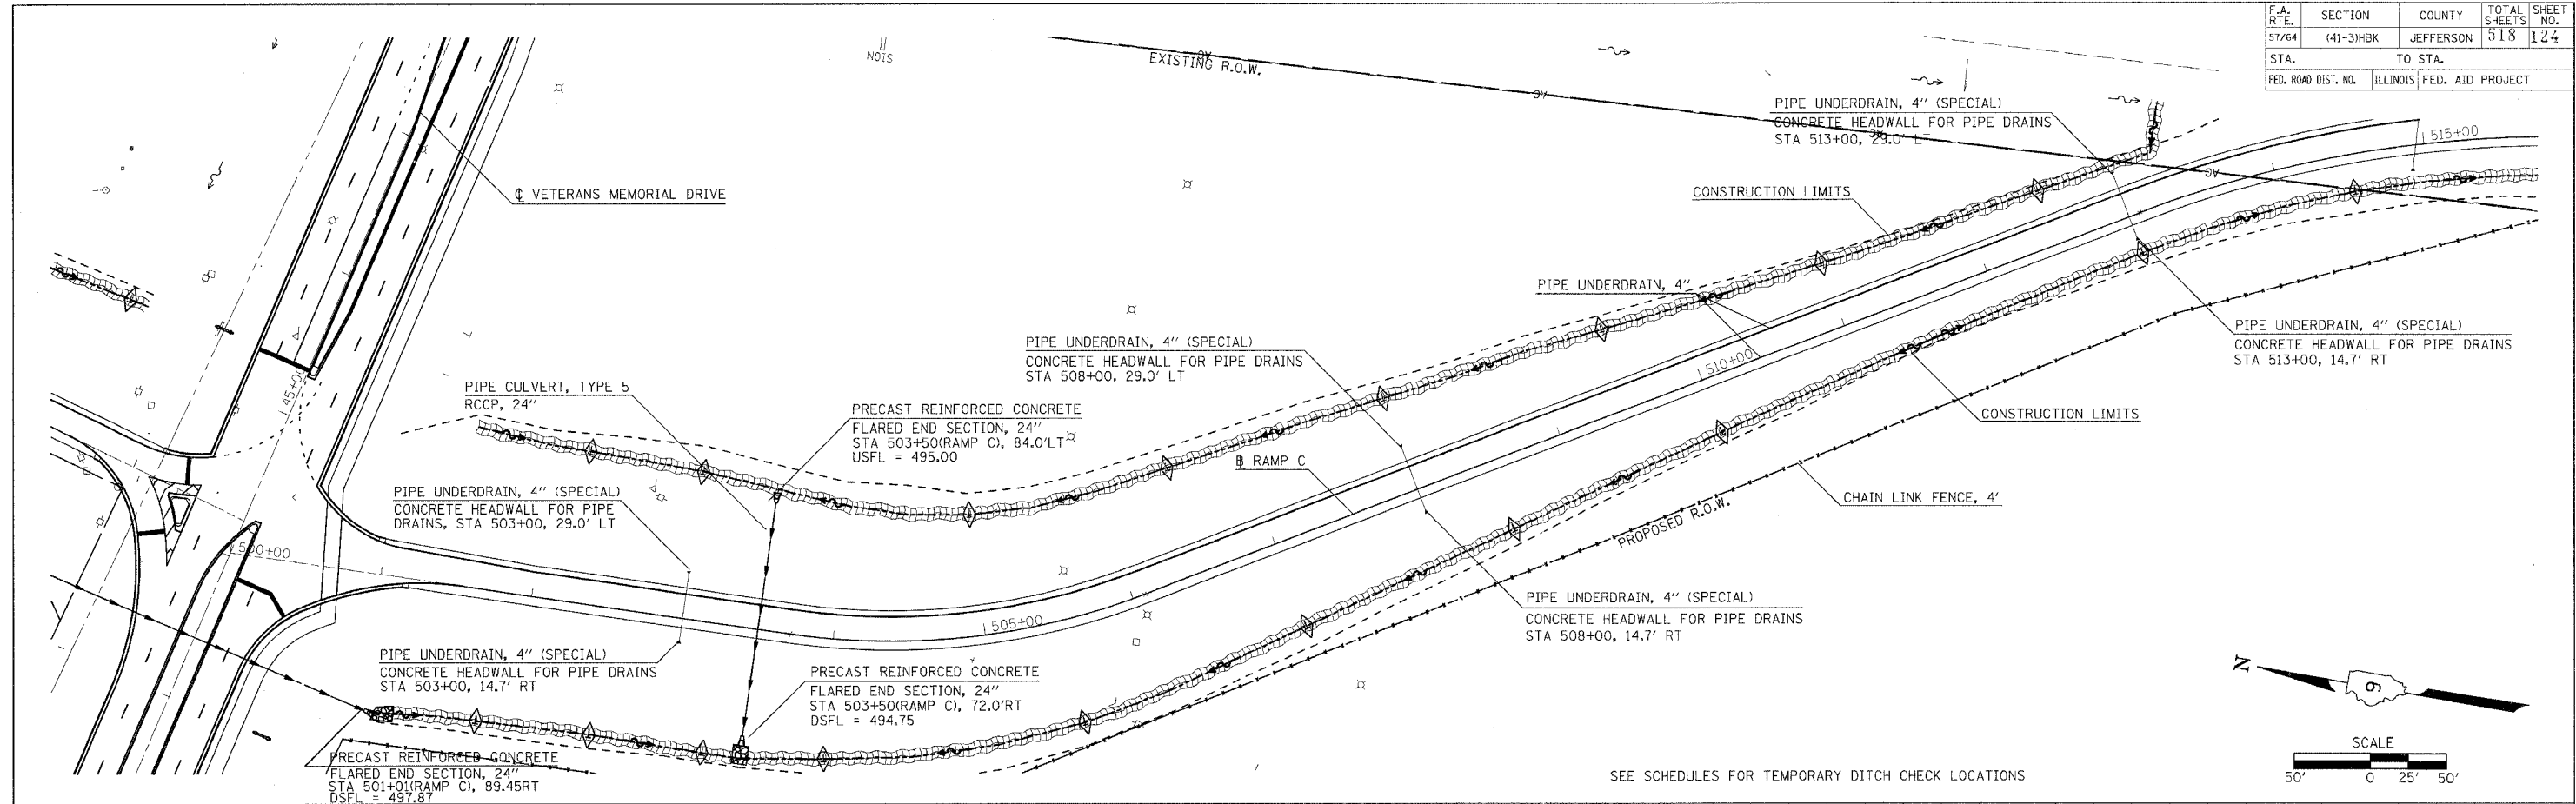 F.A. RTE. SECTION COUNTY TOTAL SHEETS SHEET NO.
57/64 (41-3)HBK JEFFERSON 518 124
STA. TO STA.
FED. ROAD DIST. NO. ILLINOIS FED. AID PROJECT
SIGN
EXISTING R.O.W.
AC
AC
AC
AC
PIPE UNDERDRAIN, 4" (SPECIAL)
CONCRETE HEADWALL FOR PIPE DRAINS
STA 513+00, 29.0' LT
515+00
℄ VETERANS MEMORIAL DRIVE
CONSTRUCTION LIMITS
PIPE UNDERDRAIN, 4"
PIPE UNDERDRAIN, 4" (SPECIAL)
CONCRETE HEADWALL FOR PIPE DRAINS
STA 508+00, 29.0' LT
PIPE UNDERDRAIN, 4" (SPECIAL)
CONCRETE HEADWALL FOR PIPE DRAINS
STA 513+00, 14.7' RT
510+00
145+00
PIPE CULVERT, TYPE 5
RCCP, 24"
PRECAST REINFORCED CONCRETE
FLARED END SECTION, 24"
STA 503+50(RAMP C), 84.0'LT
USFL = 495.00
CONSTRUCTION LIMITS
B RAMP C
PIPE UNDERDRAIN, 4" (SPECIAL)
CONCRETE HEADWALL FOR PIPE
DRAINS, STA 503+00, 29.0' LT
CHAIN LINK FENCE, 4'
PROPOSED R.O.W.
500+00
505+00
PIPE UNDERDRAIN, 4" (SPECIAL)
CONCRETE HEADWALL FOR PIPE DRAINS
STA 508+00, 14.7' RT
PIPE UNDERDRAIN, 4" (SPECIAL)
CONCRETE HEADWALL FOR PIPE DRAINS
STA 503+00, 14.7' RT
PRECAST REINFORCED CONCRETE
FLARED END SECTION, 24"
STA 503+50(RAMP C), 72.0'RT
DSFL = 494.75
N
9
PRECAST REINFORCED CONCRETE
FLARED END SECTION, 24"
STA 501+01(RAMP C), 89.45RT
DSFL = 497.87
SEE SCHEDULES FOR TEMPORARY DITCH CHECK LOCATIONS
SCALE
50' 0 25' 50'